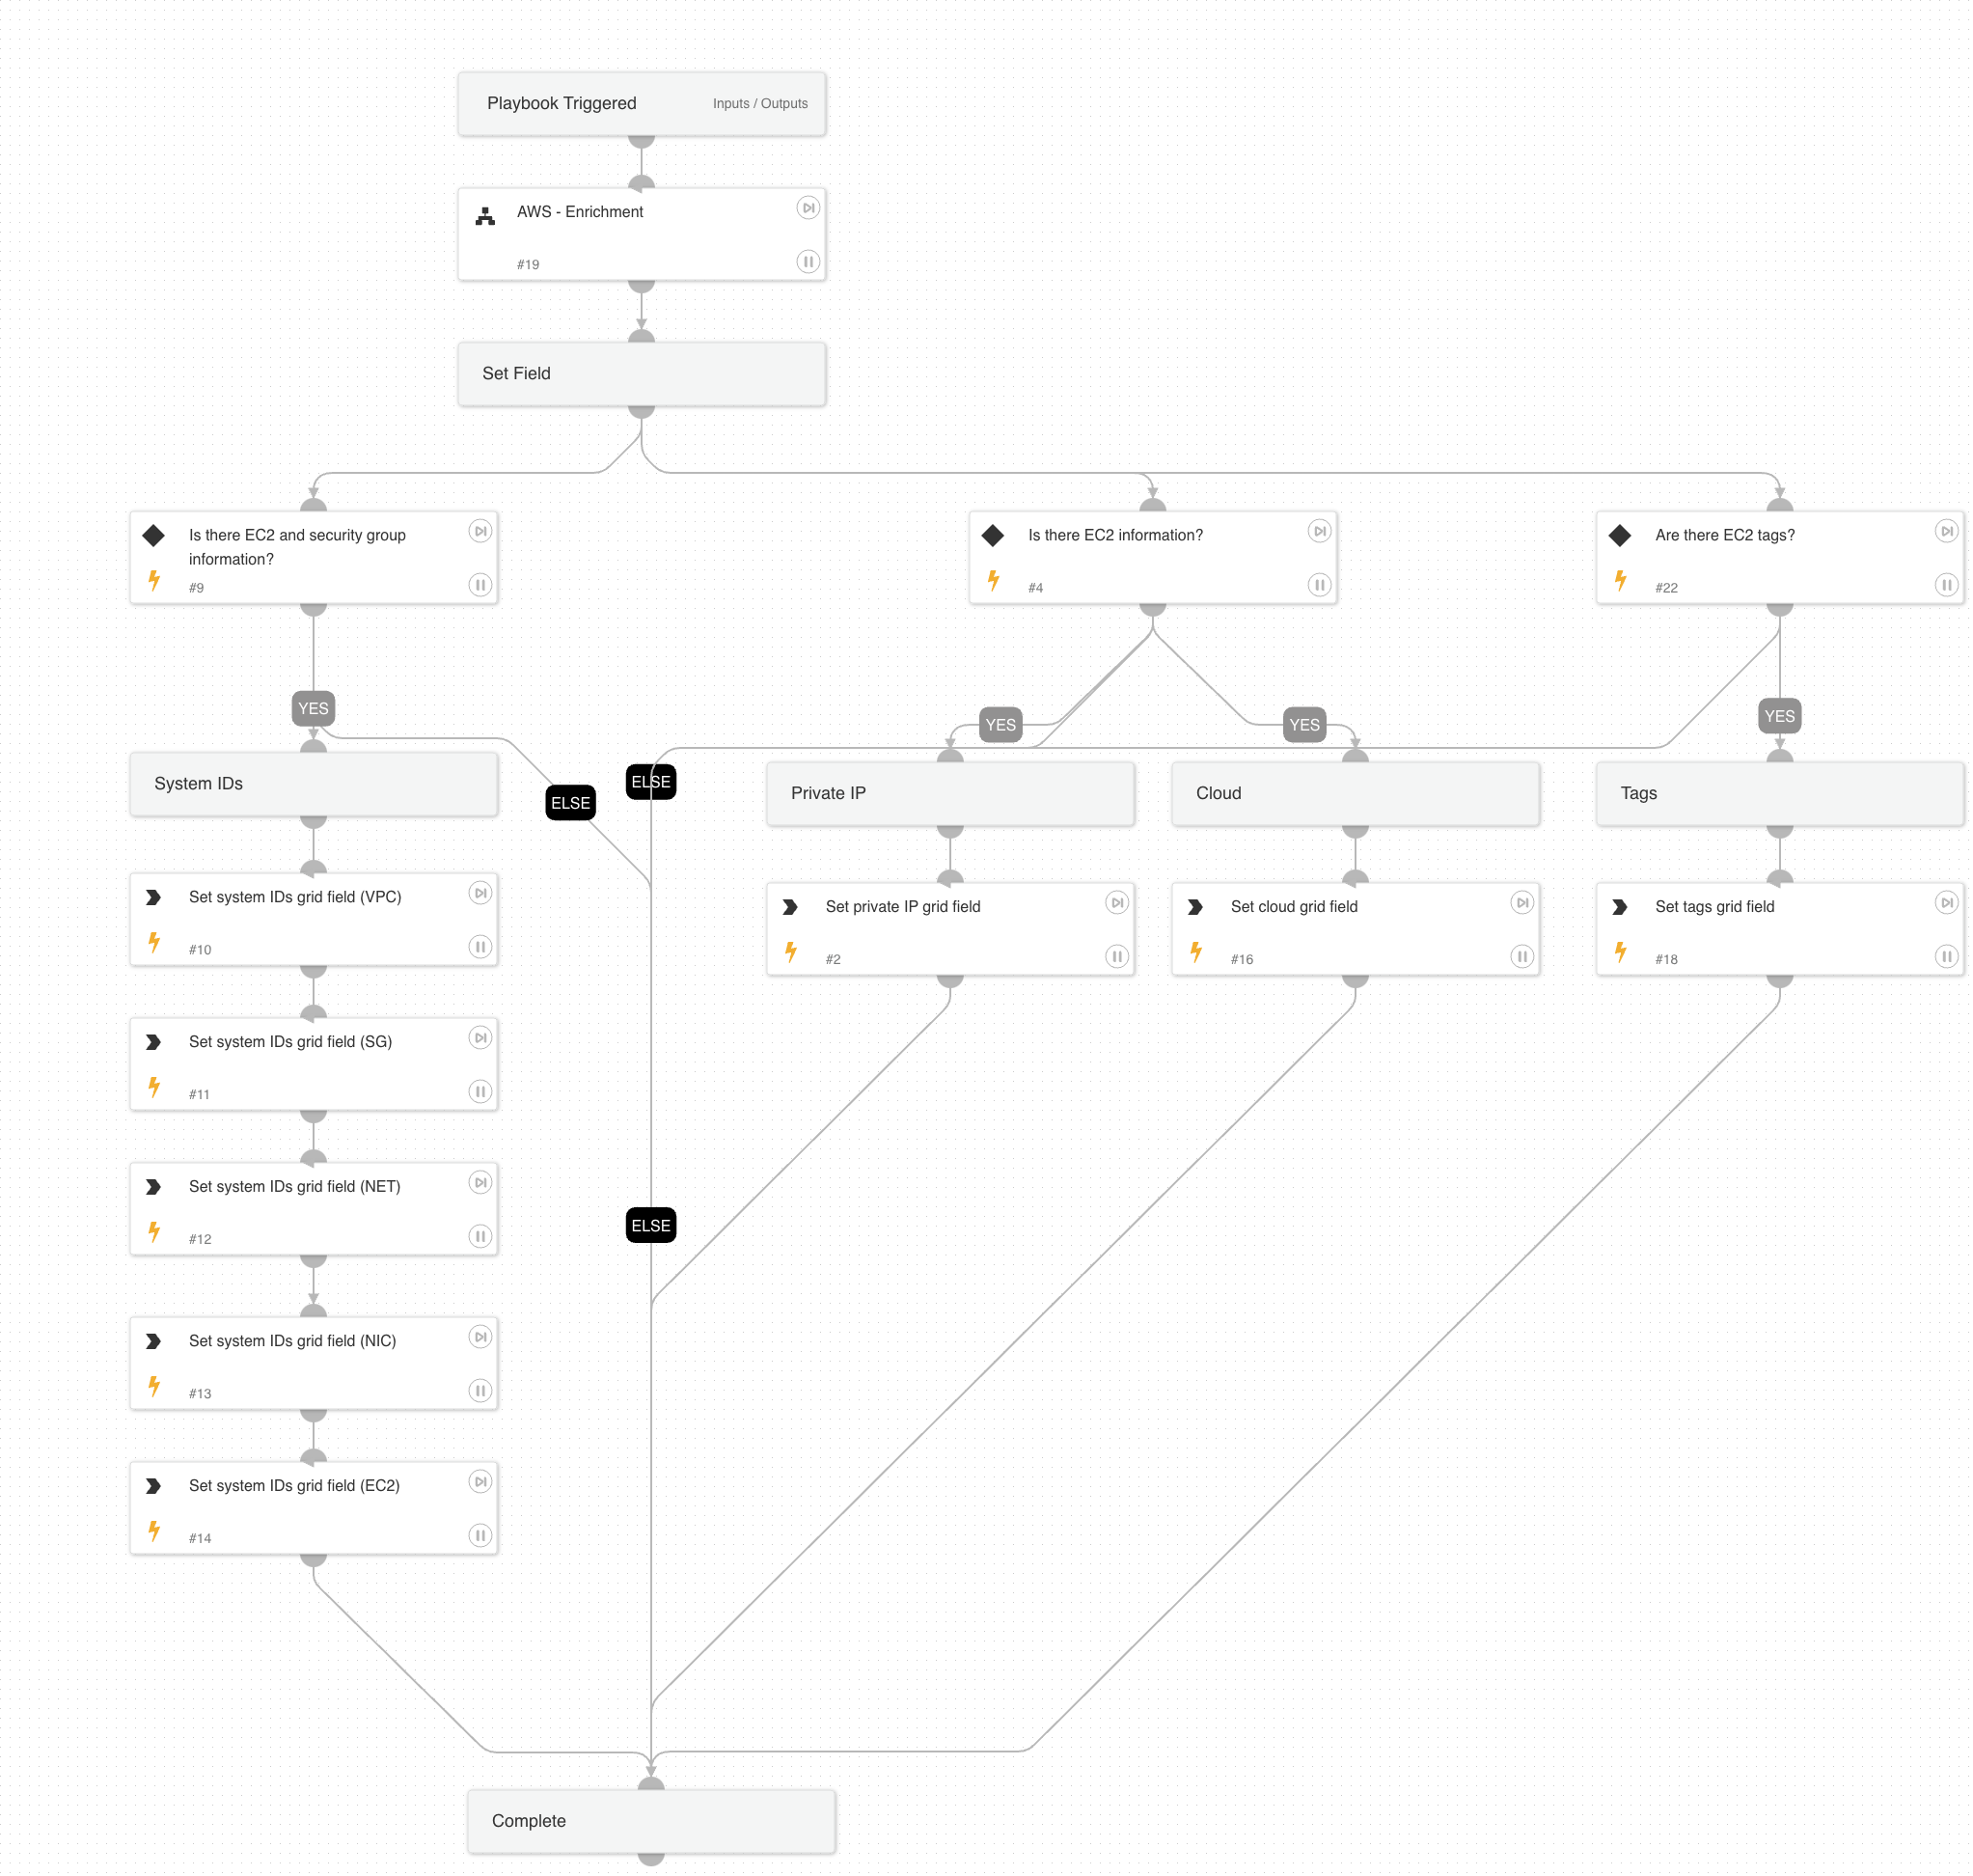 Playbook Triggered
Inputs / Outputs
AWS - Enrichment
#19
Set Field
Is there EC2 and security group
information?
#9
Is there EC2 information?
#4
Are there EC2 tags?
#22
YES
YES
YES
YES
ELSE
ELSE
System IDs
Private IP
Cloud
Tags
Set system IDs grid field (VPC)
#10
Set private IP grid field
#2
Set cloud grid field
#16
Set tags grid field
#18
Set system IDs grid field (SG)
#11
Set system IDs grid field (NET)
#12
ELSE
Set system IDs grid field (NIC)
#13
Set system IDs grid field (EC2)
#14
Complete